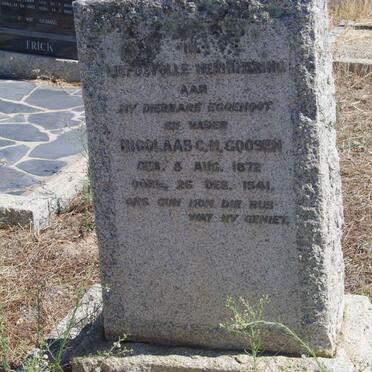 FRICK
IN
LIEFDEVOLLE HERINNERING
AAN
MY DIERBARE EGGENOOT
EN VADER
NICOLAAS C.M. GOOSEN
GEB. 5 AUG. 1872
OORL. 26 DES. 1941.
ONS GUN HOM DIE RUS
WAT HY GENIET.